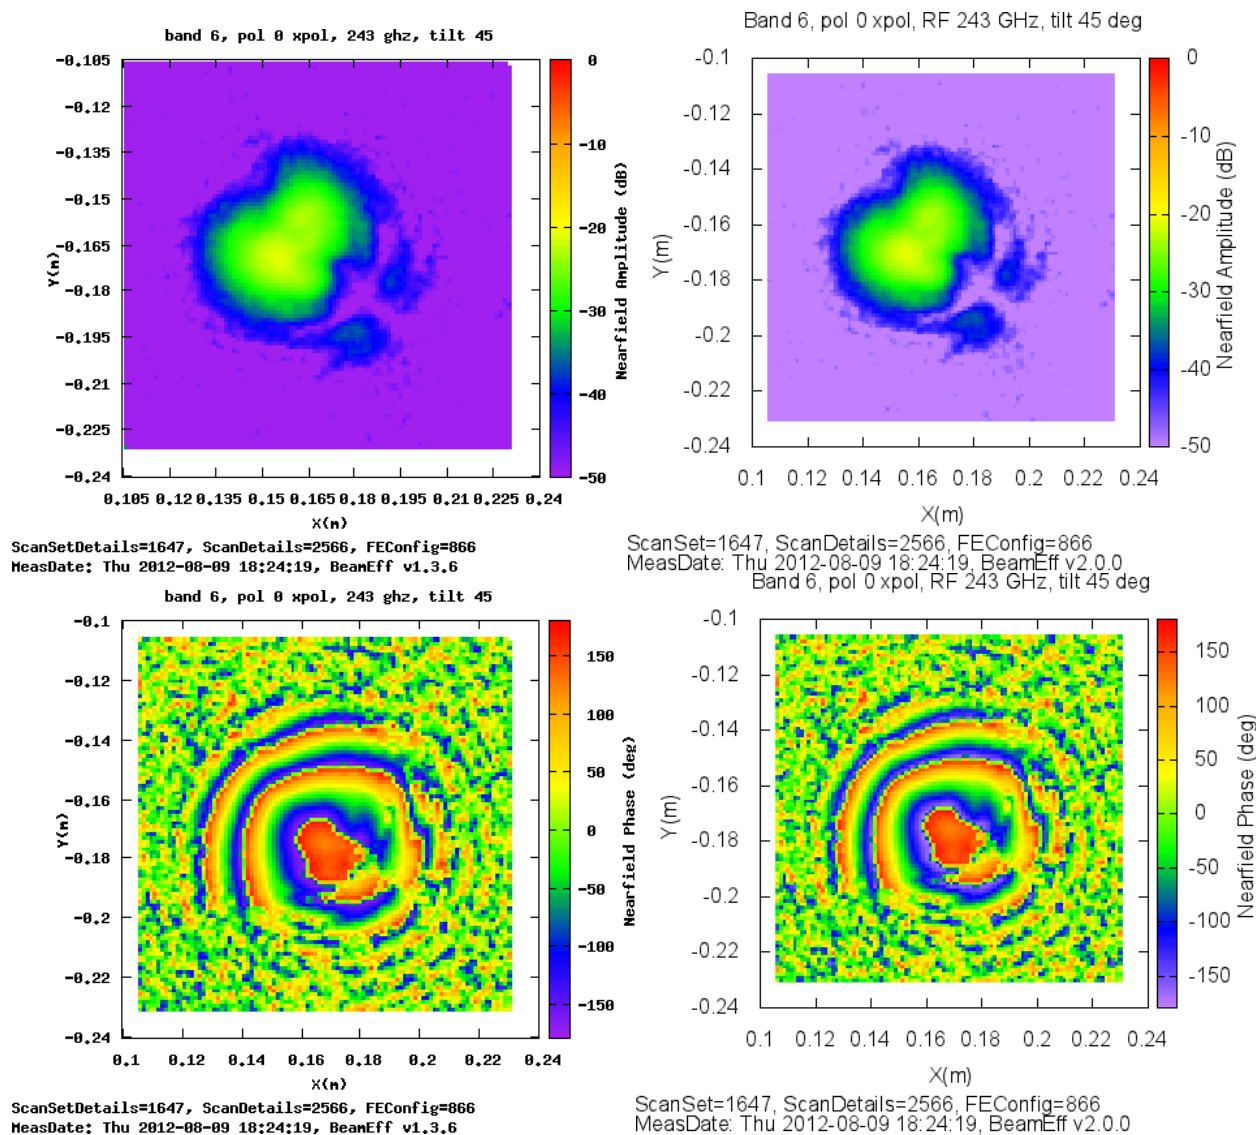 band 6, pol 0 xpol, 243 ghz, tilt 45
-0.105
-0.12
-0.135
-0.15
-0.165
-0.18
-0.195
-0.21
-0.225
-0.24
Y(m)
0.105 0.12 0.135 0.15 0.165 0.18 0.195 0.21 0.225 0.24
X(m)
0
-10
-20
-30
-40
-50
Nearfield Amplitude (dB)
ScanSetDetails=1647, ScanDetails=2566, FEConfig=866
MeasDate: Thu 2012-08-09 18:24:19, BeamEff v1.3.6
Band 6, pol 0 xpol, RF 243 GHz, tilt 45 deg
-0.1
-0.12
-0.14
-0.16
-0.18
-0.2
-0.22
-0.24
Y(m)
0.1 0.12 0.14 0.16 0.18 0.2 0.22 0.24
X(m)
0
-10
-20
-30
-40
-50
Nearfield Amplitude (dB)
ScanSet=1647, ScanDetails=2566, FEConfig=866
MeasDate: Thu 2012-08-09 18:24:19, BeamEff v2.0.0
band 6, pol 0 xpol, 243 ghz, tilt 45
-0.1
-0.12
-0.14
-0.16
-0.18
-0.2
-0.22
-0.24
Y(m)
0.1 0.12 0.14 0.16 0.18 0.2 0.22 0.24
X(m)
150
100
50
0
-50
-100
-150
Nearfield Phase (deg)
ScanSetDetails=1647, ScanDetails=2566, FEConfig=866
MeasDate: Thu 2012-08-09 18:24:19, BeamEff v1.3.6
Band 6, pol 0 xpol, RF 243 GHz, tilt 45 deg
-0.1
-0.12
-0.14
-0.16
-0.18
-0.2
-0.22
-0.24
Y(m)
0.1 0.12 0.14 0.16 0.18 0.2 0.22 0.24
X(m)
150
100
50
0
-50
-100
-150
Nearfield Phase (deg)
ScanSet=1647, ScanDetails=2566, FEConfig=866
MeasDate: Thu 2012-08-09 18:24:19, BeamEff v2.0.0